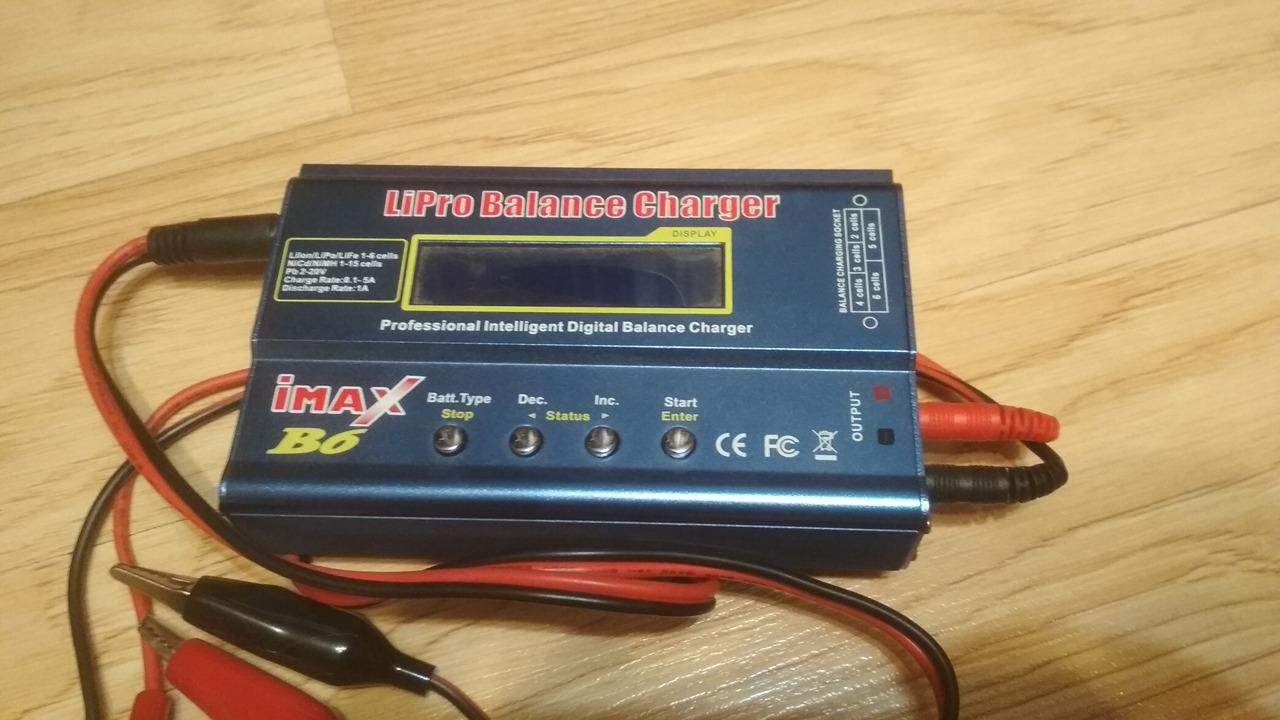 LiPro Balance Charger
DISPLAY
LiIon/LiPo/LiFe 1-6 cells
NiCd/NiMH 1-15 cells
Pb 2-20V
Charge Rate:0.1-5A
Discharge Rate:1A
Professional Intelligent Digital Balance Charger
BALANCE CHARGING SOCKET
4 cells 3 cells 2 cells
6 cells 5 cells
iMAX
B6
Batt.Type
Stop
Dec.
Inc.
◄ Status ►
Start
Enter
CE FC
OUTPUT